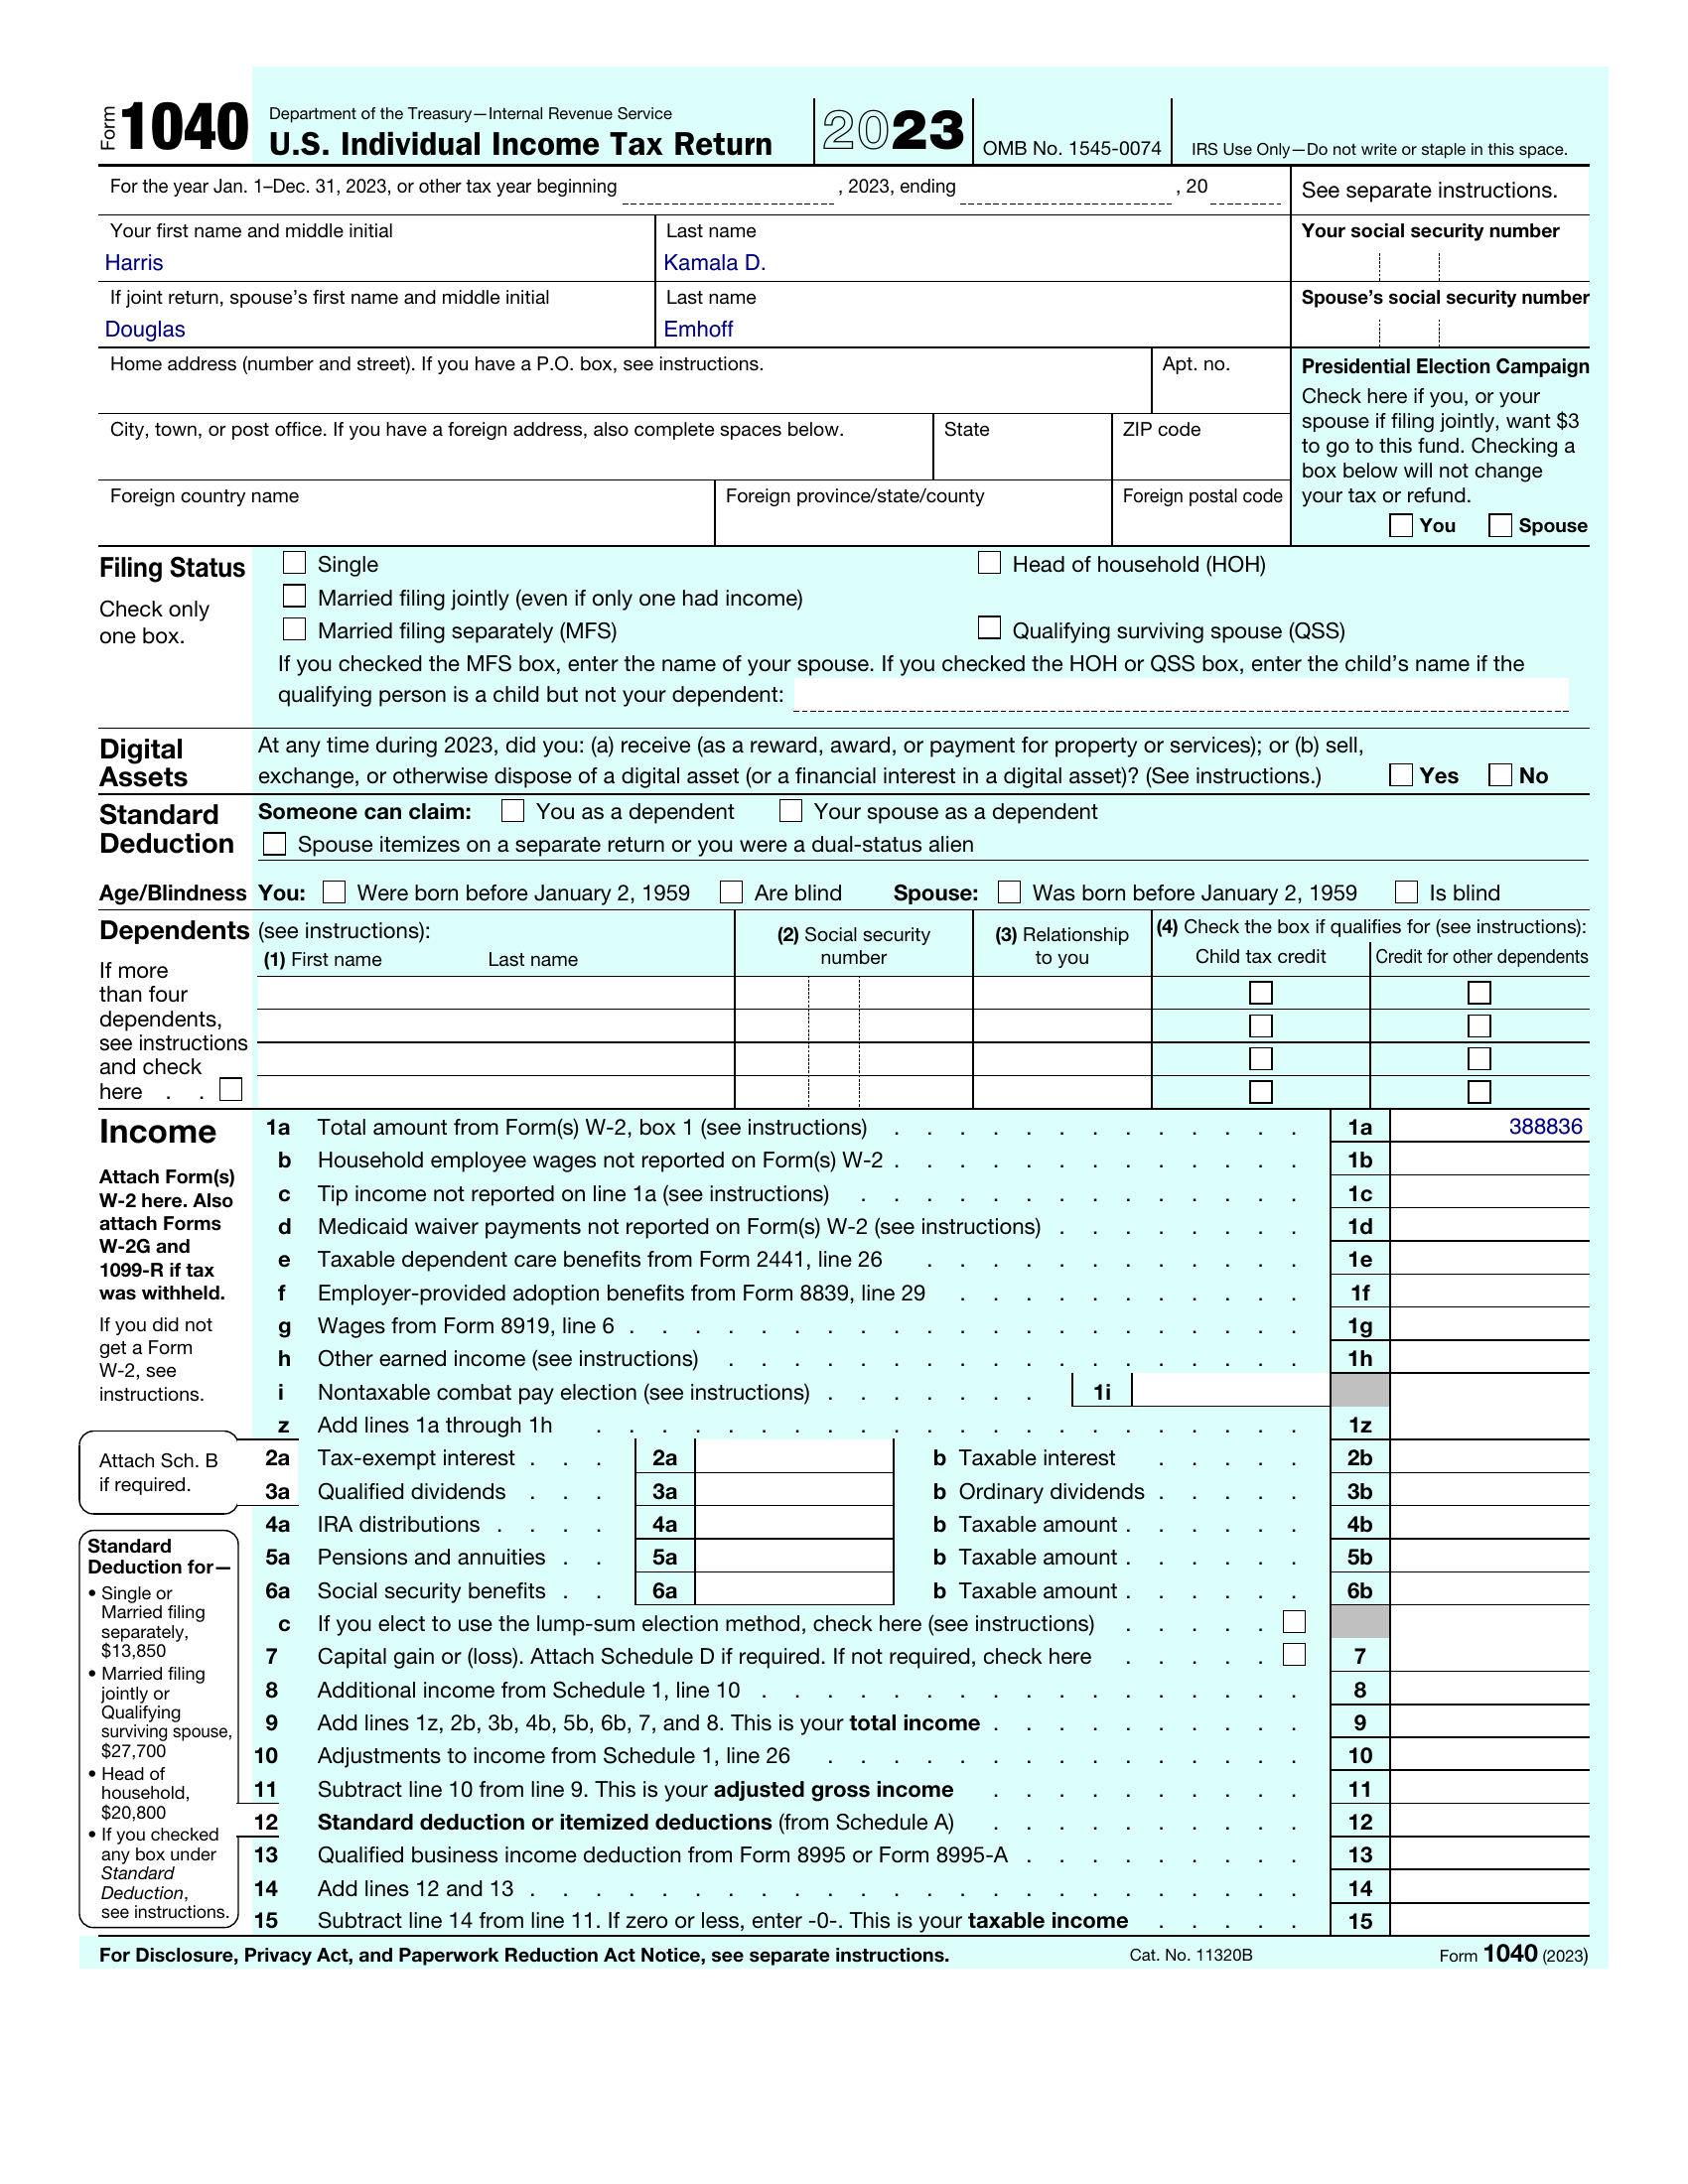 Form 1040
Department of the Treasury—Internal Revenue Service
U.S. Individual Income Tax Return
2023
OMB No. 1545-0074
IRS Use Only—Do not write or staple in this space.
For the year Jan. 1–Dec. 31, 2023, or other tax year beginning , 2023, ending , 20
See separate instructions.
Your first name and middle initial
Harris
Last name
Kamala D.
Your social security number
If joint return, spouse’s first name and middle initial
Douglas
Last name
Emhoff
Spouse’s social security number
Home address (number and street). If you have a P.O. box, see instructions.
Apt. no.
City, town, or post office. If you have a foreign address, also complete spaces below.
State
ZIP code
Foreign country name
Foreign province/state/county
Foreign postal code
Presidential Election Campaign
Check here if you, or your
spouse if filing jointly, want $3
to go to this fund. Checking a
box below will not change
your tax or refund.
You Spouse
Filing Status
Check only
one box.
Single
Head of household (HOH)
Married filing jointly (even if only one had income)
Married filing separately (MFS)
Qualifying surviving spouse (QSS)
If you checked the MFS box, enter the name of your spouse. If you checked the HOH or QSS box, enter the child’s name if the
qualifying person is a child but not your dependent:
Digital
Assets
At any time during 2023, did you: (a) receive (as a reward, award, or payment for property or services); or (b) sell,
exchange, or otherwise dispose of a digital asset (or a financial interest in a digital asset)? (See instructions.) Yes No
Standard
Deduction
Someone can claim: You as a dependent Your spouse as a dependent
Spouse itemizes on a separate return or you were a dual-status alien
Age/Blindness You: Were born before January 2, 1959 Are blind Spouse: Was born before January 2, 1959 Is blind
Dependents (see instructions):
(1) First name Last name
(2) Social security
number
(3) Relationship
to you
(4) Check the box if qualifies for (see instructions):
Child tax credit
Credit for other dependents
If more
than four
dependents,
see instructions
and check
here . .
Income
Attach Form(s)
W-2 here. Also
attach Forms
W-2G and
1099-R if tax
was withheld.
If you did not
get a Form
W-2, see
instructions.
1a Total amount from Form(s) W-2, box 1 (see instructions) . . . . . . . . . . . . . 1a 388836
b Household employee wages not reported on Form(s) W-2 . . . . . . . . . . . . . 1b
c Tip income not reported on line 1a (see instructions) . . . . . . . . . . . . . . 1c
d Medicaid waiver payments not reported on Form(s) W-2 (see instructions) . . . . . . . . 1d
e Taxable dependent care benefits from Form 2441, line 26 . . . . . . . . . . . . 1e
f Employer-provided adoption benefits from Form 8839, line 29 . . . . . . . . . . . 1f
g Wages from Form 8919, line 6 . . . . . . . . . . . . . . . . . . . . . 1g
h Other earned income (see instructions) . . . . . . . . . . . . . . . . . . 1h
i Nontaxable combat pay election (see instructions) . . . . . . . 1i
z Add lines 1a through 1h . . . . . . . . . . . . . . . . . . . . . . 1z
Attach Sch. B
if required.
2a Tax-exempt interest . . . 2a b Taxable interest . . . . . 2b
3a Qualified dividends . . . 3a b Ordinary dividends . . . . . 3b
4a IRA distributions . . . . 4a b Taxable amount . . . . . . 4b
5a Pensions and annuities . . 5a b Taxable amount . . . . . . 5b
6a Social security benefits . . 6a b Taxable amount . . . . . . 6b
c If you elect to use the lump-sum election method, check here (see instructions) . . . . .
7 Capital gain or (loss). Attach Schedule D if required. If not required, check here . . . . . 7
8 Additional income from Schedule 1, line 10 . . . . . . . . . . . . . . . . . 8
9 Add lines 1z, 2b, 3b, 4b, 5b, 6b, 7, and 8. This is your total income . . . . . . . . . . 9
10 Adjustments to income from Schedule 1, line 26 . . . . . . . . . . . . . . . 10
11 Subtract line 10 from line 9. This is your adjusted gross income . . . . . . . . . . 11
12 Standard deduction or itemized deductions (from Schedule A) . . . . . . . . . . 12
13 Qualified business income deduction from Form 8995 or Form 8995-A . . . . . . . . . 13
14 Add lines 12 and 13 . . . . . . . . . . . . . . . . . . . . . . . . 14
15 Subtract line 14 from line 11. If zero or less, enter -0-. This is your taxable income . . . . . 15
Standard
Deduction for—
• Single or
Married filing
separately,
$13,850
• Married filing
jointly or
Qualifying
surviving spouse,
$27,700
• Head of
household,
$20,800
• If you checked
any box under
Standard
Deduction,
see instructions.
For Disclosure, Privacy Act, and Paperwork Reduction Act Notice, see separate instructions. Cat. No. 11320B Form 1040 (2023)